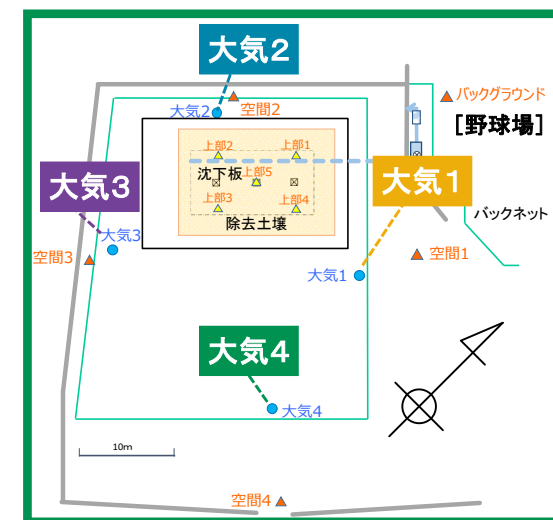 大気2
大気2
空間2
バックグラウンド
[野球場]
上部2
上部1
沈下板
上部5
大気1
大気3
上部3
上部4
バックネット
除去土壌
大気3
空間3
空間1
大気1
大気4
大気4
10m
空間4